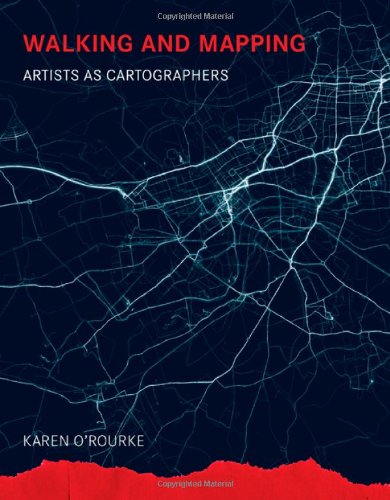 Copyrighted Material
WALKING AND MAPPING
ARTISTS AS CARTOGRAPHERS
KAREN O'ROURKE
Copyrighted Material